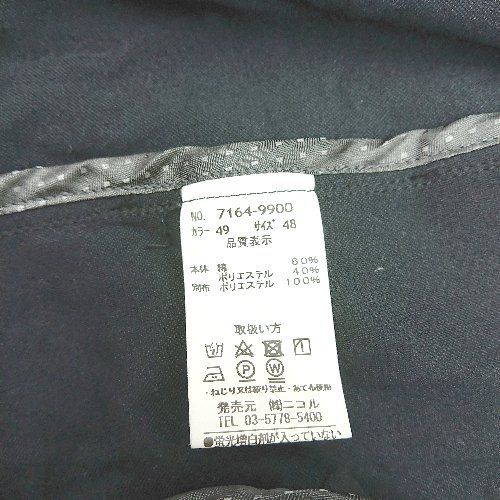 NO. 7164-9900
カラー 49 サイズ 48
品質表示
本体 綿 60%
ポリエステル 40%
別布 ポリエステル 100%
取扱い方
・ねじり又は絞り禁止・あて布使用
発売元 ㈱ニコル
TEL 03-5778-5400
●蛍光増白剤が入っていない